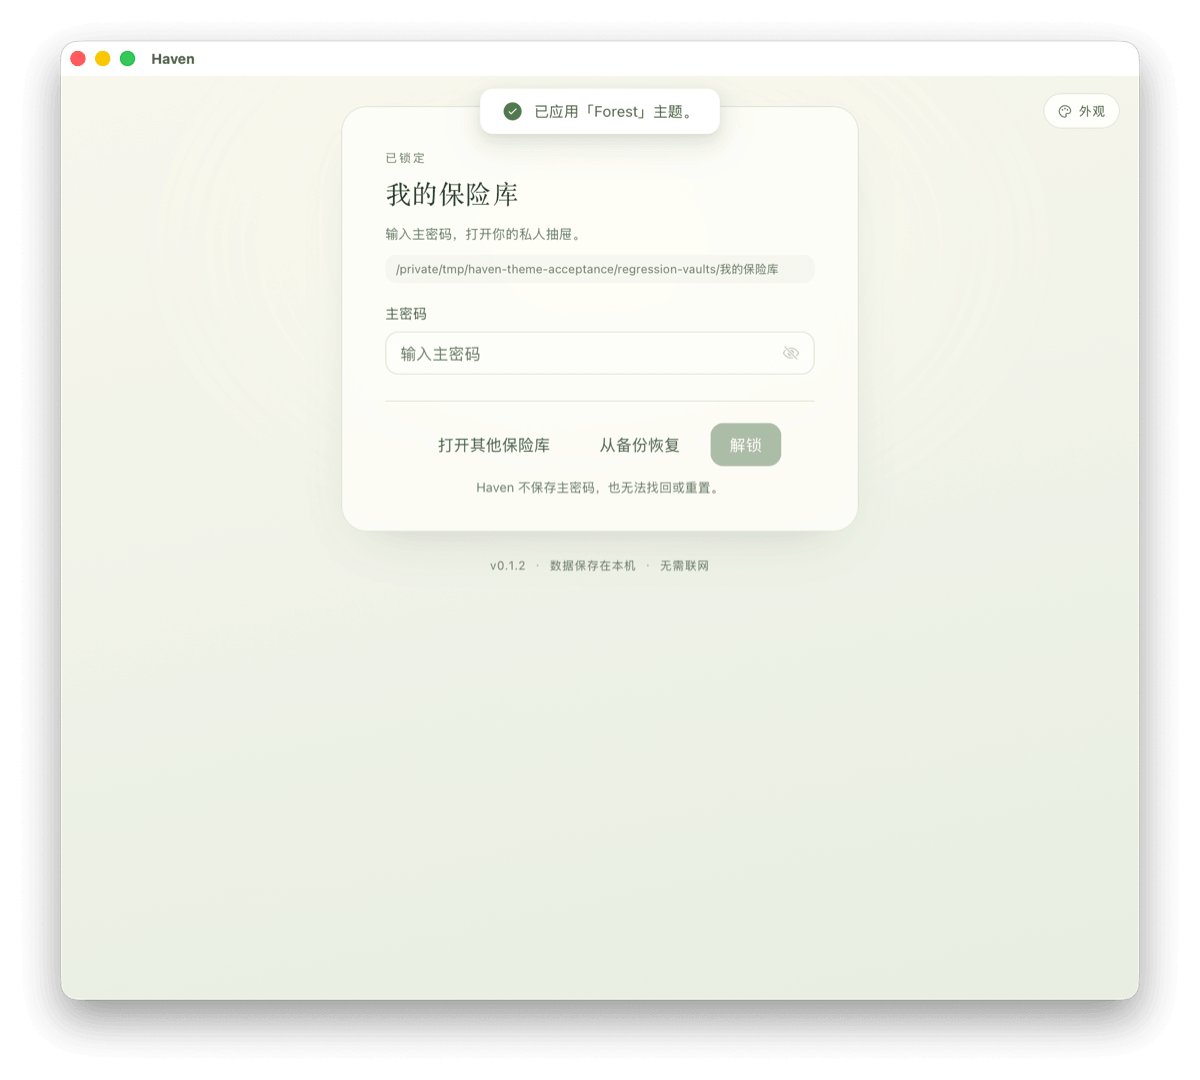 Haven
已应用「Forest」主题。
外观
已锁定
我的保险库
输入主密码，打开你的私人抽屉。
/private/tmp/haven-theme-acceptance/regression-vaults/我的保险库
主密码
输入主密码
打开其他保险库 从备份恢复 解锁
Haven 不保存主密码，也无法找回或重置。
v0.1.2 · 数据保存在本机 · 无需联网